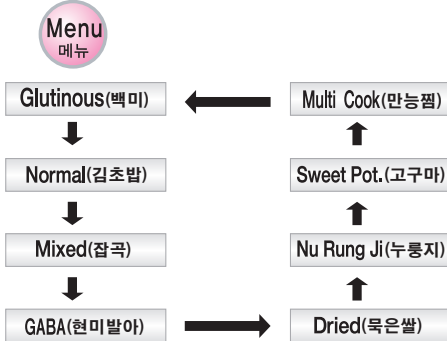 Menu
메뉴
Glutinous(백미)
Multi Cook(만능찜)
Normal(김초밥)
Sweet Pot.(고구마)
Mixed(잡곡)
Nu Rung Ji(누룽지)
GABA(현미발아)
Dried(묵은쌀)